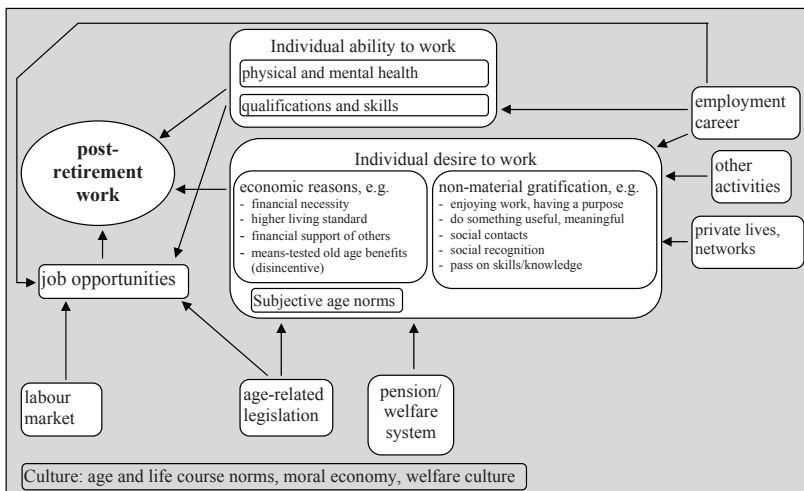 Individual ability to work
physical and mental health
qualifications and skills
employment
career
post-
retirement
work
Individual desire to work
economic reasons, e.g.
- financial necessity
- higher living standard
- financial support of others
- means-tested old age benefits
(disincentive)
non-material gratification, e.g.
- enjoying work, having a purpose
- do something useful, meaningful
- social contacts
- social recognition
- pass on skills/knowledge
Subjective age norms
other
activities
private lives,
networks
job opportunities
labour
market
age-related
legislation
pension/
welfare
system
Culture: age and life course norms, moral economy, welfare culture